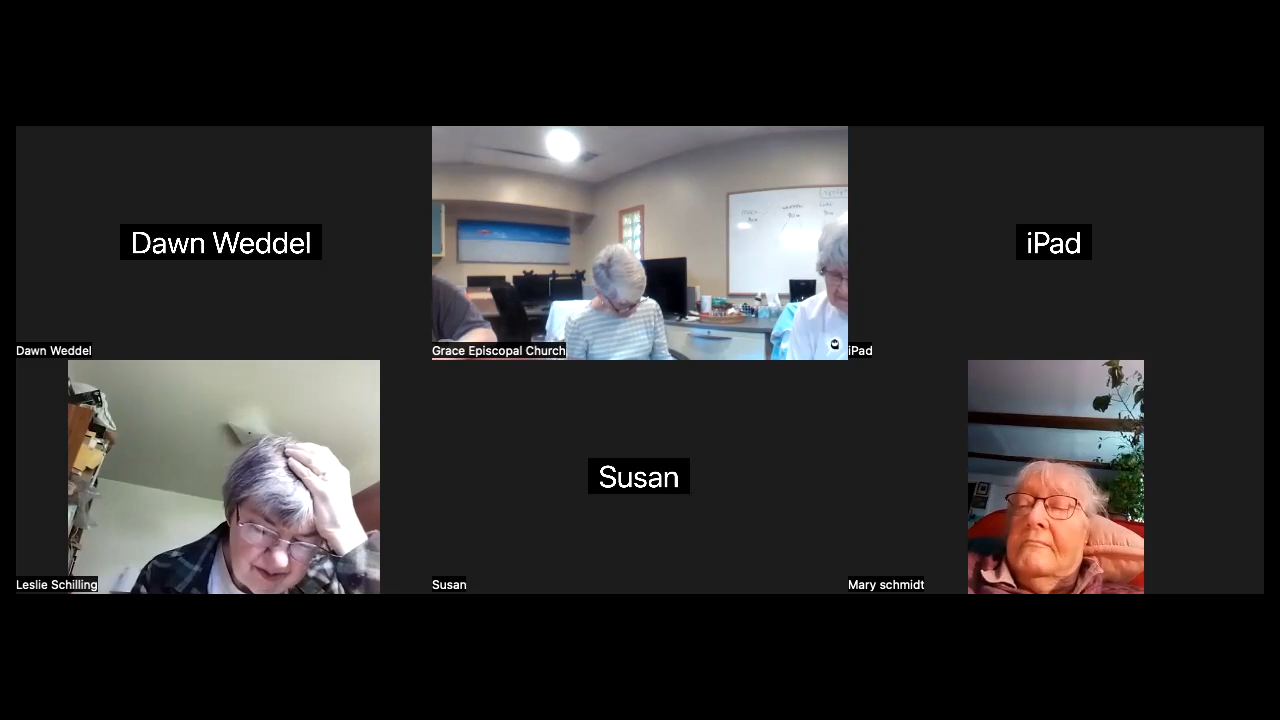 Dawn Weddel
iPad
Dawn Weddel
Grace Episcopal Church
iPad
Susan
Leslie Schilling
Susan
Mary schmidt